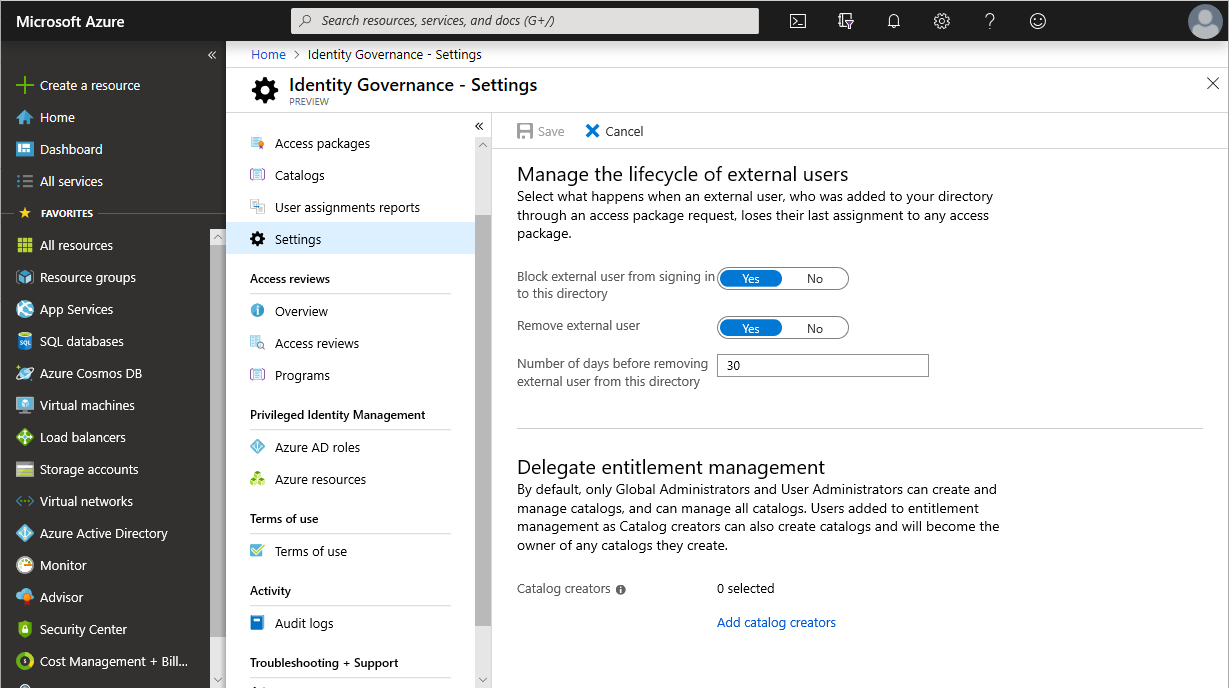 Microsoft Azure
Search resources, services, and docs (G+/)
«
Create a resource
Home
Dashboard
All services
FAVORITES
All resources
Resource groups
App Services
SQL databases
Azure Cosmos DB
Virtual machines
Load balancers
Storage accounts
Virtual networks
Azure Active Directory
Monitor
Advisor
Security Center
Cost Management + Bill...
Home > Identity Governance - Settings
Identity Governance - Settings
PREVIEW
«
Access packages
Catalogs
User assignments reports
Settings
Access reviews
Overview
Access reviews
Programs
Privileged Identity Management
Azure AD roles
Azure resources
Terms of use
Terms of use
Activity
Audit logs
Troubleshooting + Support
Save
Cancel
Manage the lifecycle of external users
Select what happens when an external user, who was added to your directory
through an access package request, loses their last assignment to any access
package.
Block external user from signing in
to this directory
Yes No
Remove external user
Yes No
Number of days before removing
external user from this directory
30
Delegate entitlement management
By default, only Global Administrators and User Administrators can create and
manage catalogs, and can manage all catalogs. Users added to entitlement
management as Catalog creators can also create catalogs and will become the
owner of any catalogs they create.
Catalog creators
0 selected
Add catalog creators